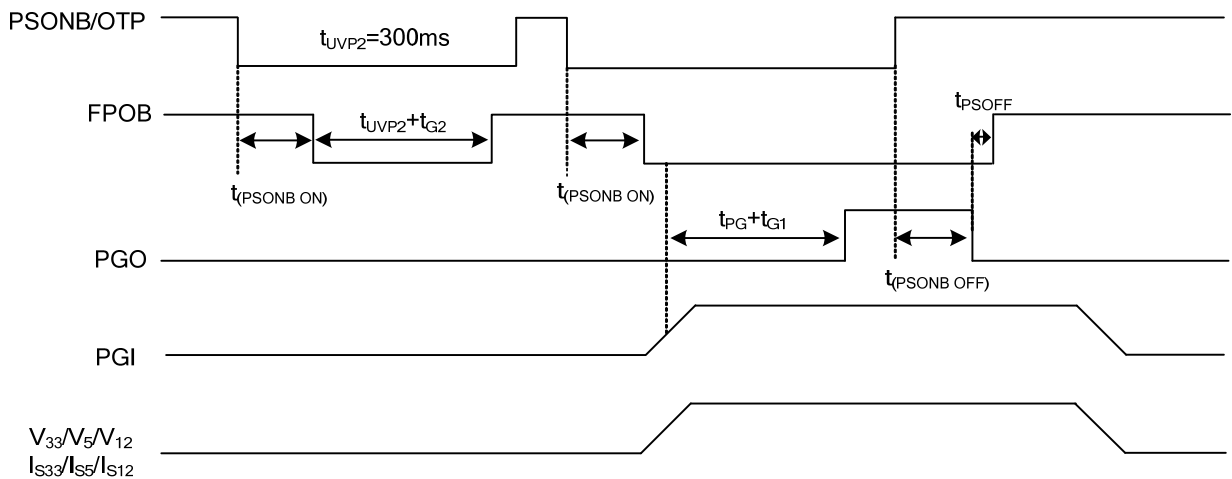 PSONB/OTP
tUVP2=300ms
FPOB
tUVP2+tG2
tPSOFF
t(PSONB ON)
t(PSONB ON)
tPG+tG1
PGO
t(PSONB OFF)
PGI
V33/V5/V12
IS33/IS5/IS12